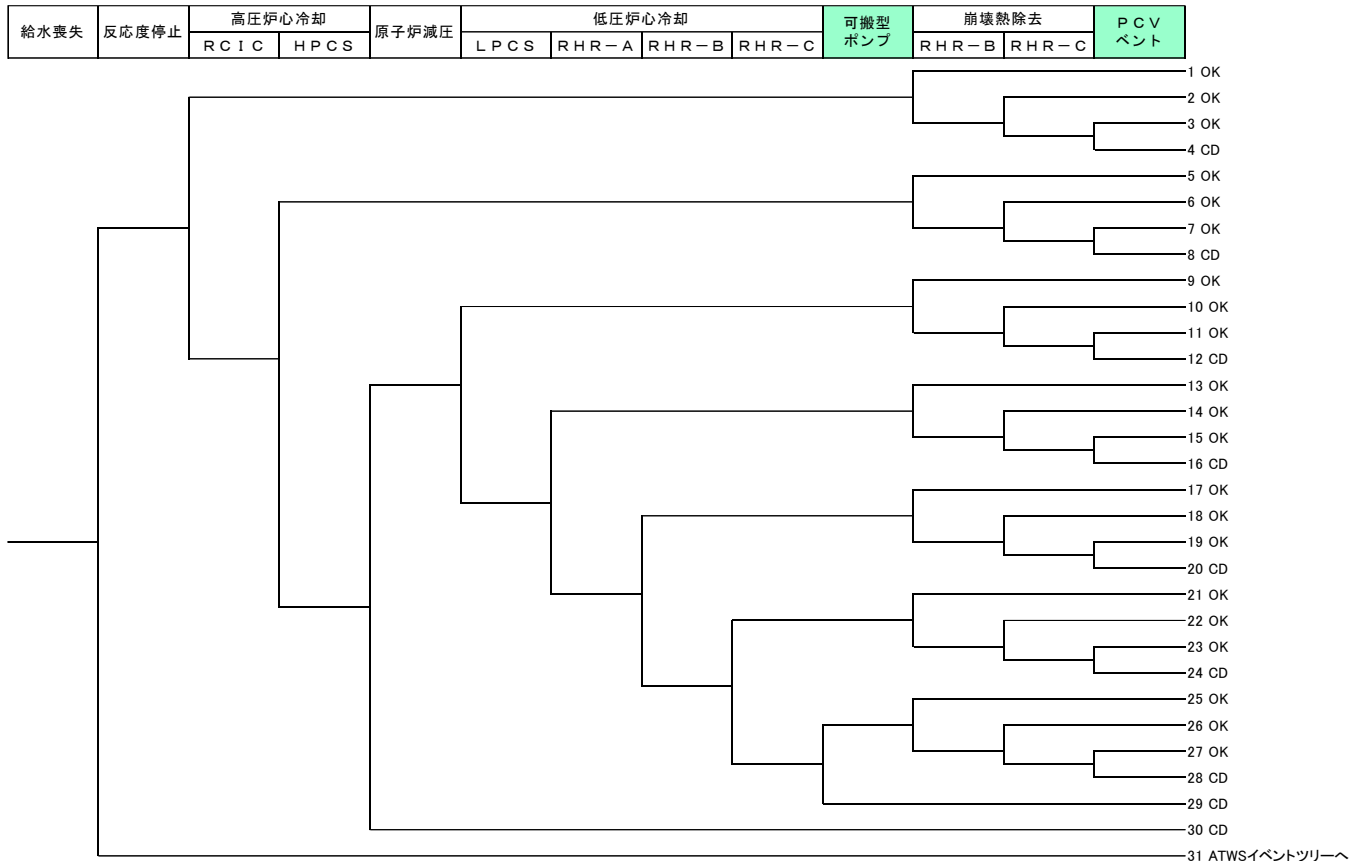 給水喪失 反応度停止 高圧炉心冷却 原子炉減圧 低圧炉心冷却 可搬型 崩壊熱除去 PCV
RCIC HPCS LPCS RHR-A RHR-B RHR-C ポンプ RHR-B RHR-C ベント
1 OK
2 OK
3 OK
4 CD
5 OK
6 OK
7 OK
8 CD
9 OK
10 OK
11 OK
12 CD
13 OK
14 OK
15 OK
16 CD
17 OK
18 OK
19 OK
20 CD
21 OK
22 OK
23 OK
24 CD
25 OK
26 OK
27 OK
28 CD
29 CD
30 CD
31 ATWSイベントツリーへ